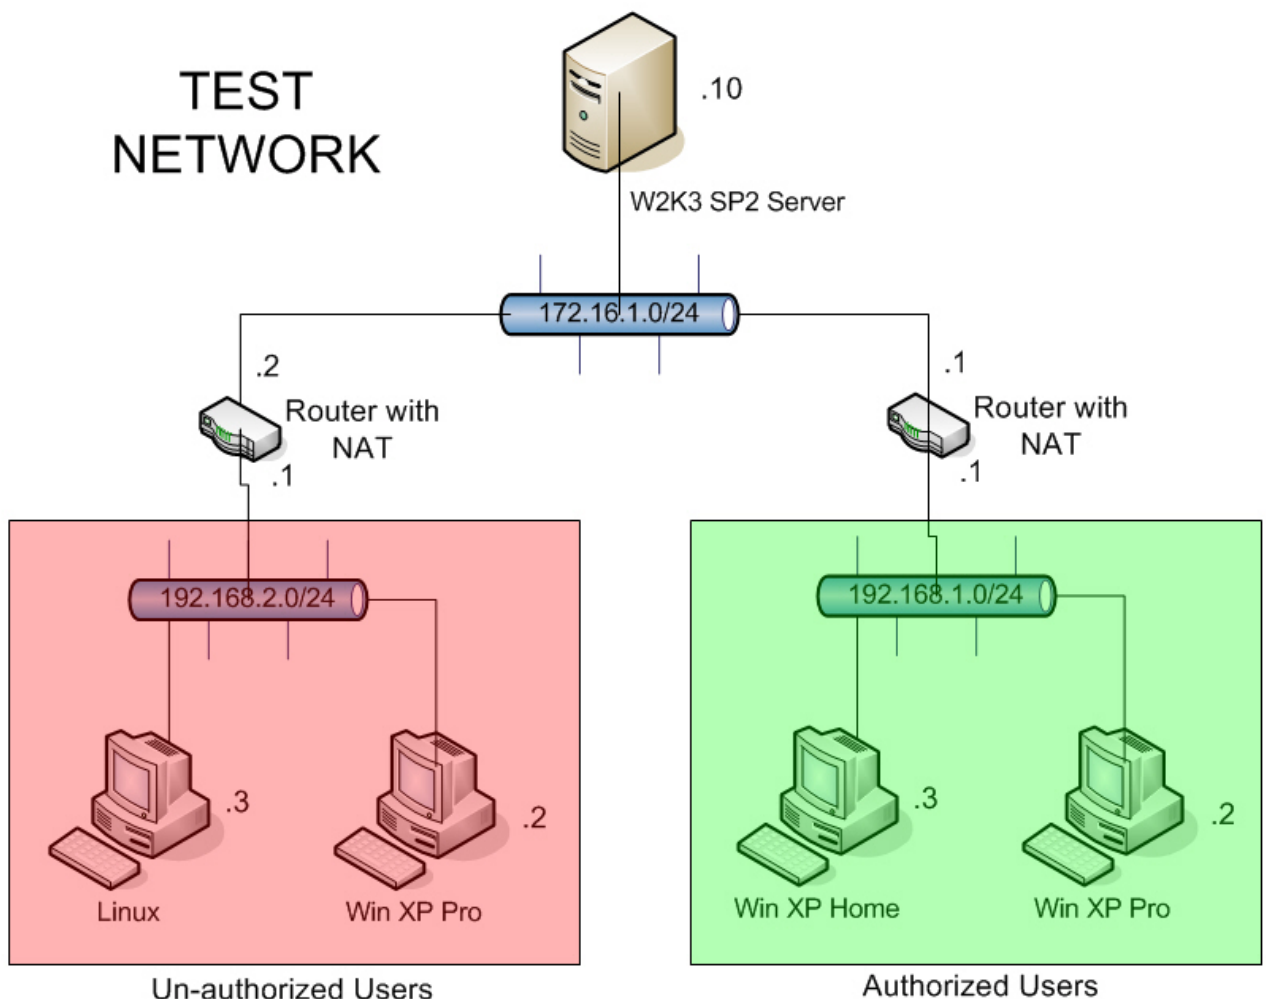 TEST
NETWORK
.10
W2K3 SP2 Server
172.16.1.0/24
.2
Router with
NAT
.1
.1
Router with
NAT
.1
192.168.2.0/24
.3
Linux
.2
Win XP Pro
Un-authorized Users
192.168.1.0/24
.3
Win XP Home
.2
Win XP Pro
Authorized Users